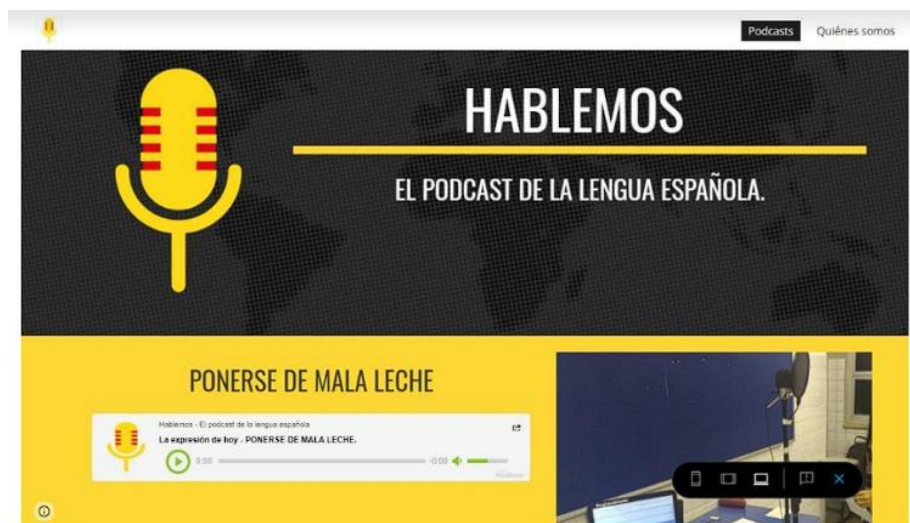 Podcasts
Quiénes somos
HABLEMOS
EL PODCAST DE LA LENGUA ESPAÑOLA.
PONERSE DE MALA LECHE
Hablemos - El podcast de la lengua española
La expresión de hoy - PONERSE DE MALA LECHE.
0:00
-0:00